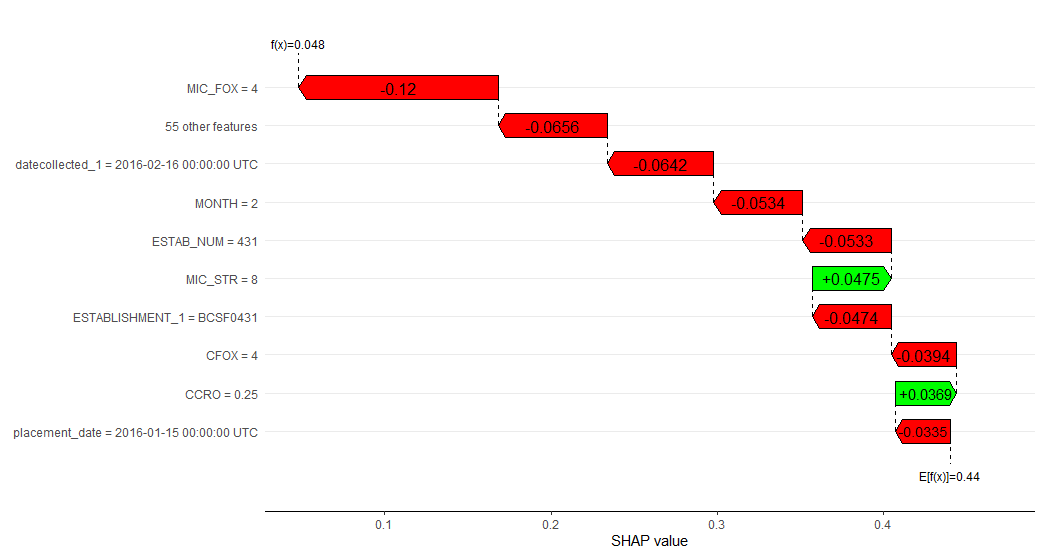 f(x)=0.048
MIC_FOX = 4
-0.12
55 other features
-0.0656
datecollected_1 = 2016-02-16 00:00:00 UTC
-0.0642
MONTH = 2
-0.0534
ESTAB_NUM = 431
-0.0533
MIC_STR = 8
+0.0475
ESTABLISHMENT_1 = BCSF0431
-0.0474
CFOX = 4
-0.0394
CCRO = 0.25
+0.0369
placement_date = 2016-01-15 00:00:00 UTC
-0.0335
E[f(x)]=0.44
0.1 0.2 0.3 0.4
SHAP value